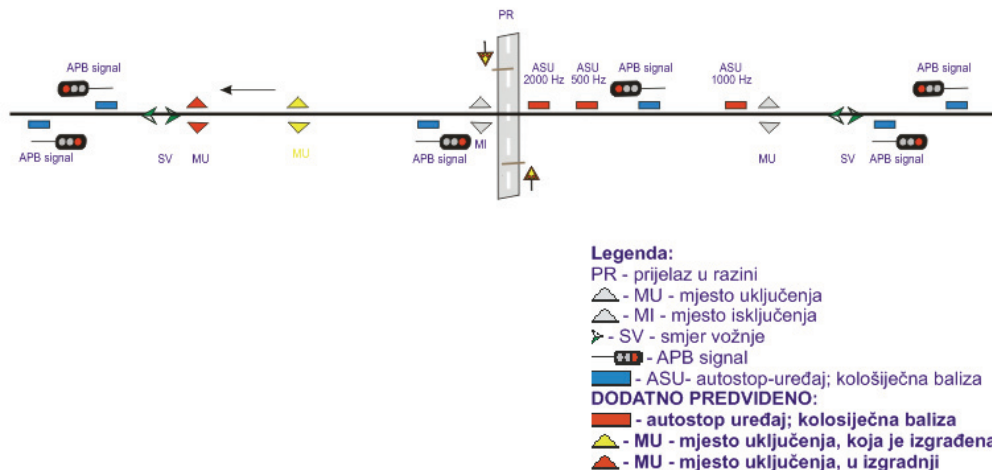 PR
APB signal
ASU
2000 Hz
ASU
500 Hz
APB signal
ASU
1000 Hz
APB signal
APB signal
SV
MU
MU
APB signal
MI
MU
SV
APB signal
Legenda:
PR - prijelaz u razini
- MU - mjesto uključenja
- MI - mjesto isključenja
- SV - smjer vožnje
- APB signal
- ASU- autostop-uređaj; kološiječna baliza
DODATNO PREDVIĐENO:
- autostop uređaj; kolosiječna baliza
- MU - mjesto uključenja, koja je izgrađena
- MU - mjesto uključenja, u izgradnji